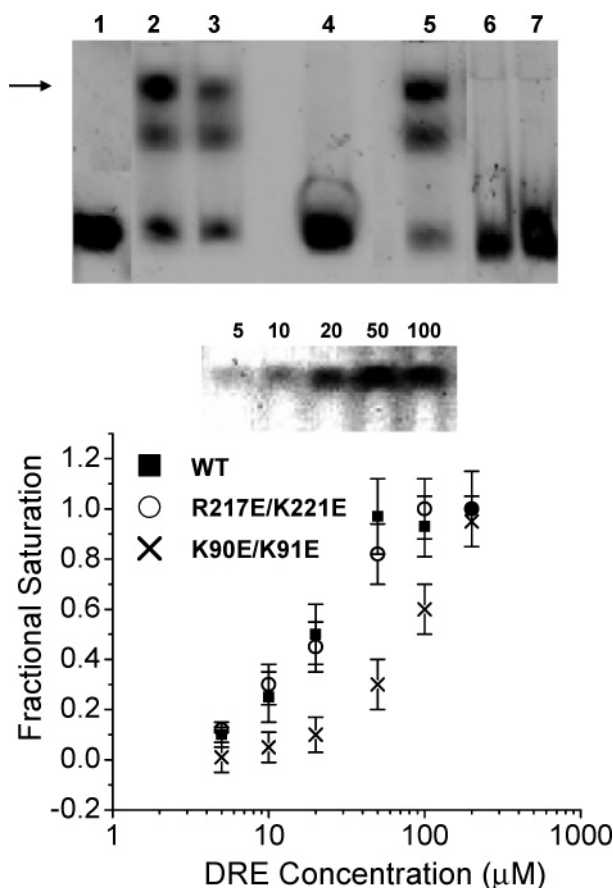 1 2 3 4 5 6 7
5 10 20 50 100
1.2
1.0
0.8
0.6
0.4
0.2
0.0
-0.2
Fractional Saturation
WT
R217E/K221E
K90E/K91E
1 10 100 1000
DRE Concentration (μM)